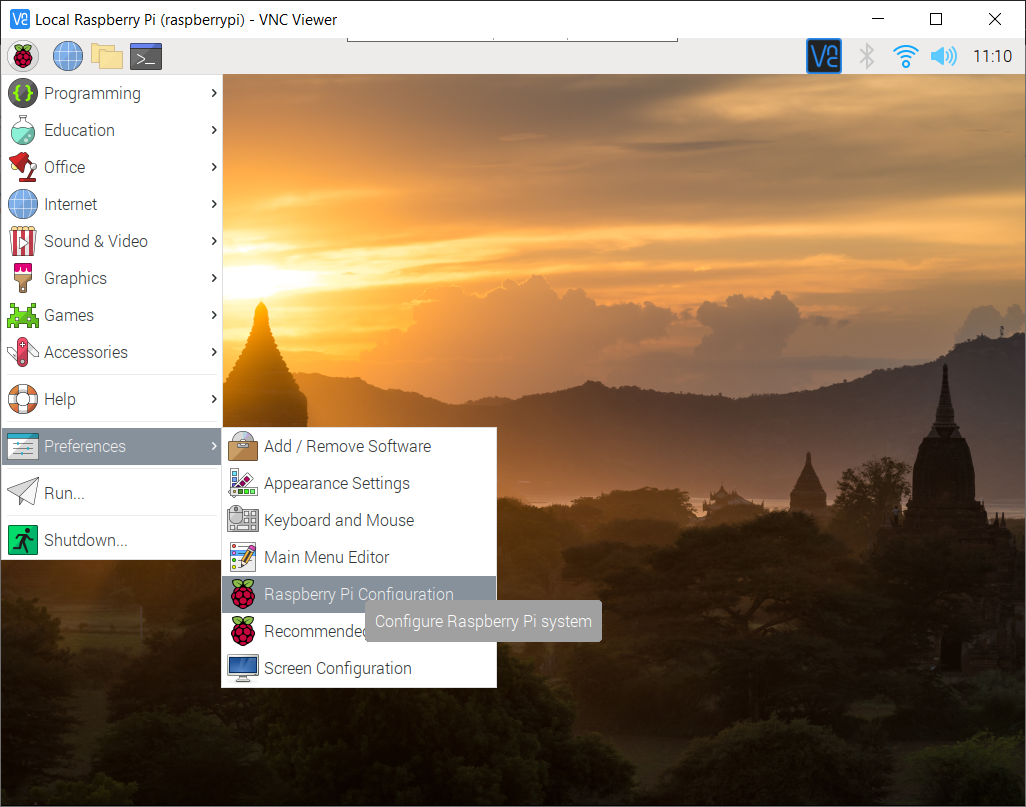 Local Raspberry Pi (raspberrypi) - VNC Viewer
11:10
Programming
Education
Office
Internet
Sound & Video
Graphics
Games
Accessories
Help
Preferences
Run...
Shutdown...
Add / Remove Software
Appearance Settings
Keyboard and Mouse
Main Menu Editor
Raspberry Pi Configuration
Configure Raspberry Pi system
Recommended
Screen Configuration